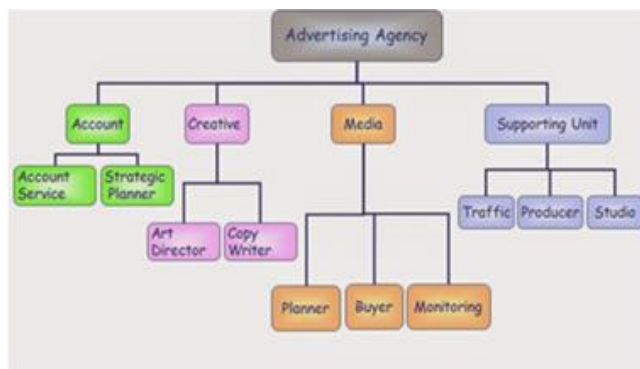 Advertising Agency
Account
Creative
Media
Supporting Unit
Account
Service
Strategic
Planner
Traffic
Producer
Studio
Art
Director
Copy
Writer
Planner
Buyer
Monitoring